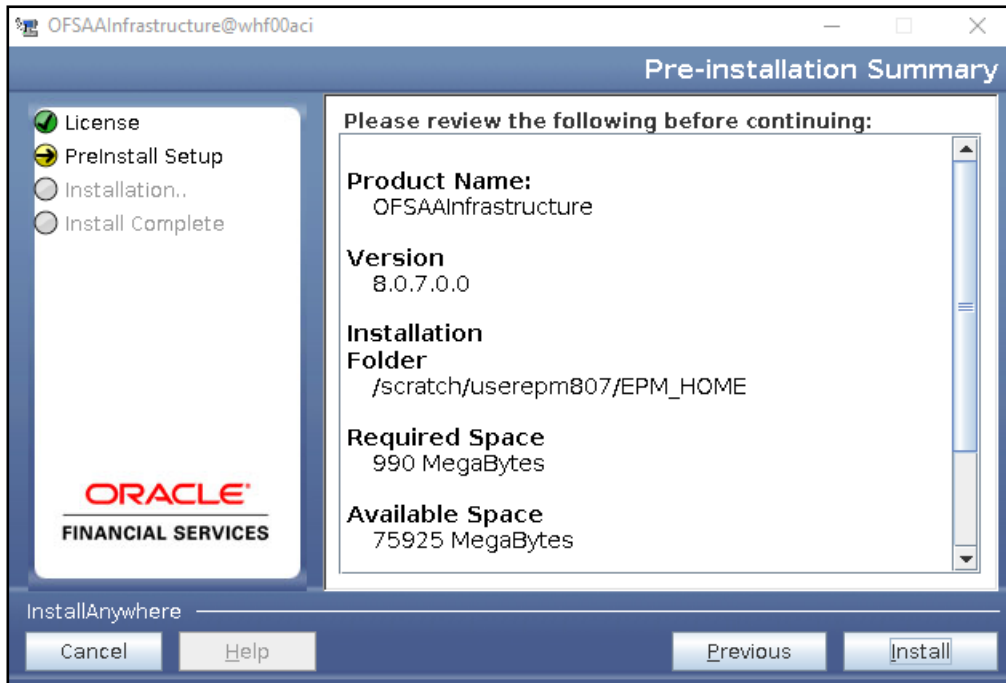 OFSAAInfrastructure@whf00aci
Pre-installation Summary
License
PreInstall Setup
Installation..
Install Complete
ORACLE
FINANCIAL SERVICES
Please review the following before continuing:
Product Name:
OFSAAInfrastructure
Version
8.0.7.0.0
Installation
Folder
/scratch/userepm807/EPM_HOME
Required Space
990 MegaBytes
Available Space
75925 MegaBytes
InstallAnywhere
Cancel
Help
Previous
Install